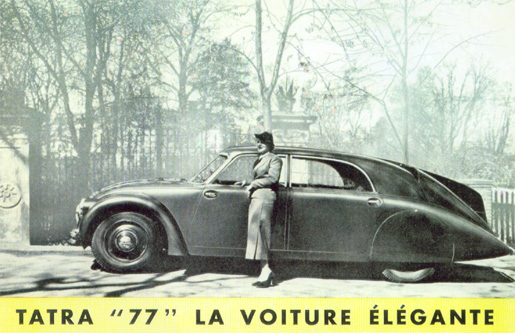 TATRA "77" LA VOITURE ÉLÉGANTE